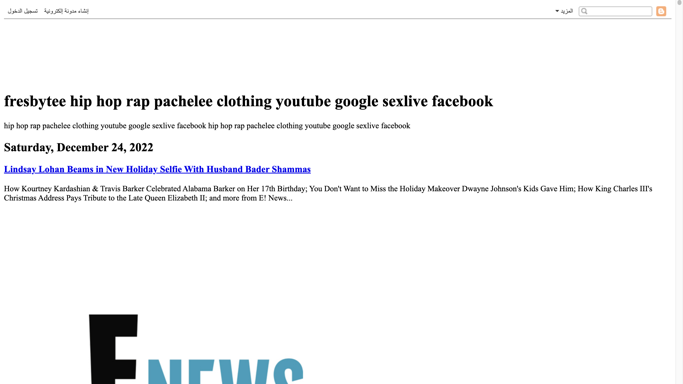 إنشاء مدونة إلكترونية تسجيل الدخول
المزيد
fresbytee hip hop rap pachelee clothing youtube google sexlive facebook
hip hop rap pachelee clothing youtube google sexlive facebook hip hop rap pachelee clothing youtube google sexlive facebook
Saturday, December 24, 2022
Lindsay Lohan Beams in New Holiday Selfie With Husband Bader Shammas
How Kourtney Kardashian & Travis Barker Celebrated Alabama Barker on Her 17th Birthday; You Don't Want to Miss the Holiday Makeover Dwayne Johnson's Kids Gave Him; How King Charles III's
Christmas Address Pays Tribute to the Late Queen Elizabeth II; and more from E! News...
E NEWS